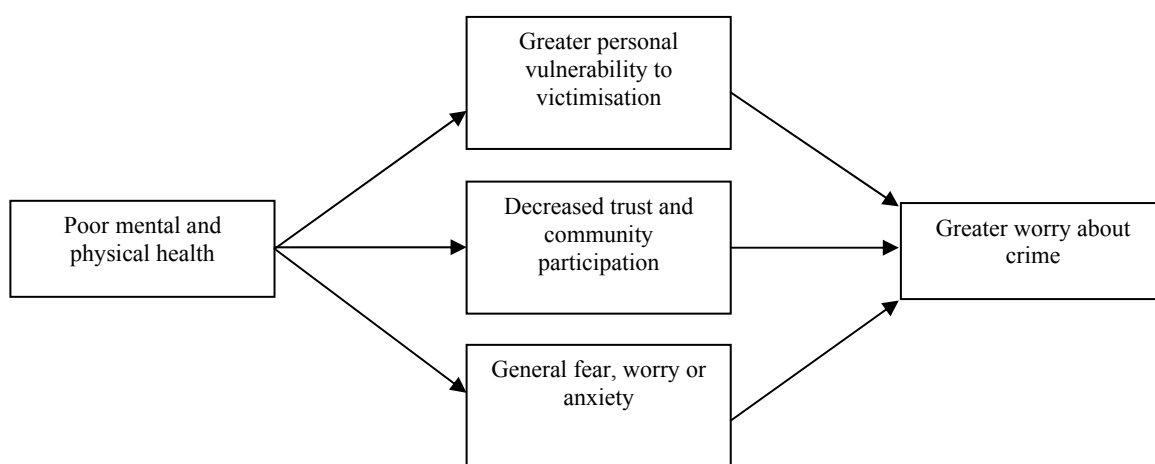 Greater personal
vulnerability to
victimisation
Poor mental and
physical health
Decreased trust and
community
participation
Greater worry about
crime
General fear, worry or
anxiety